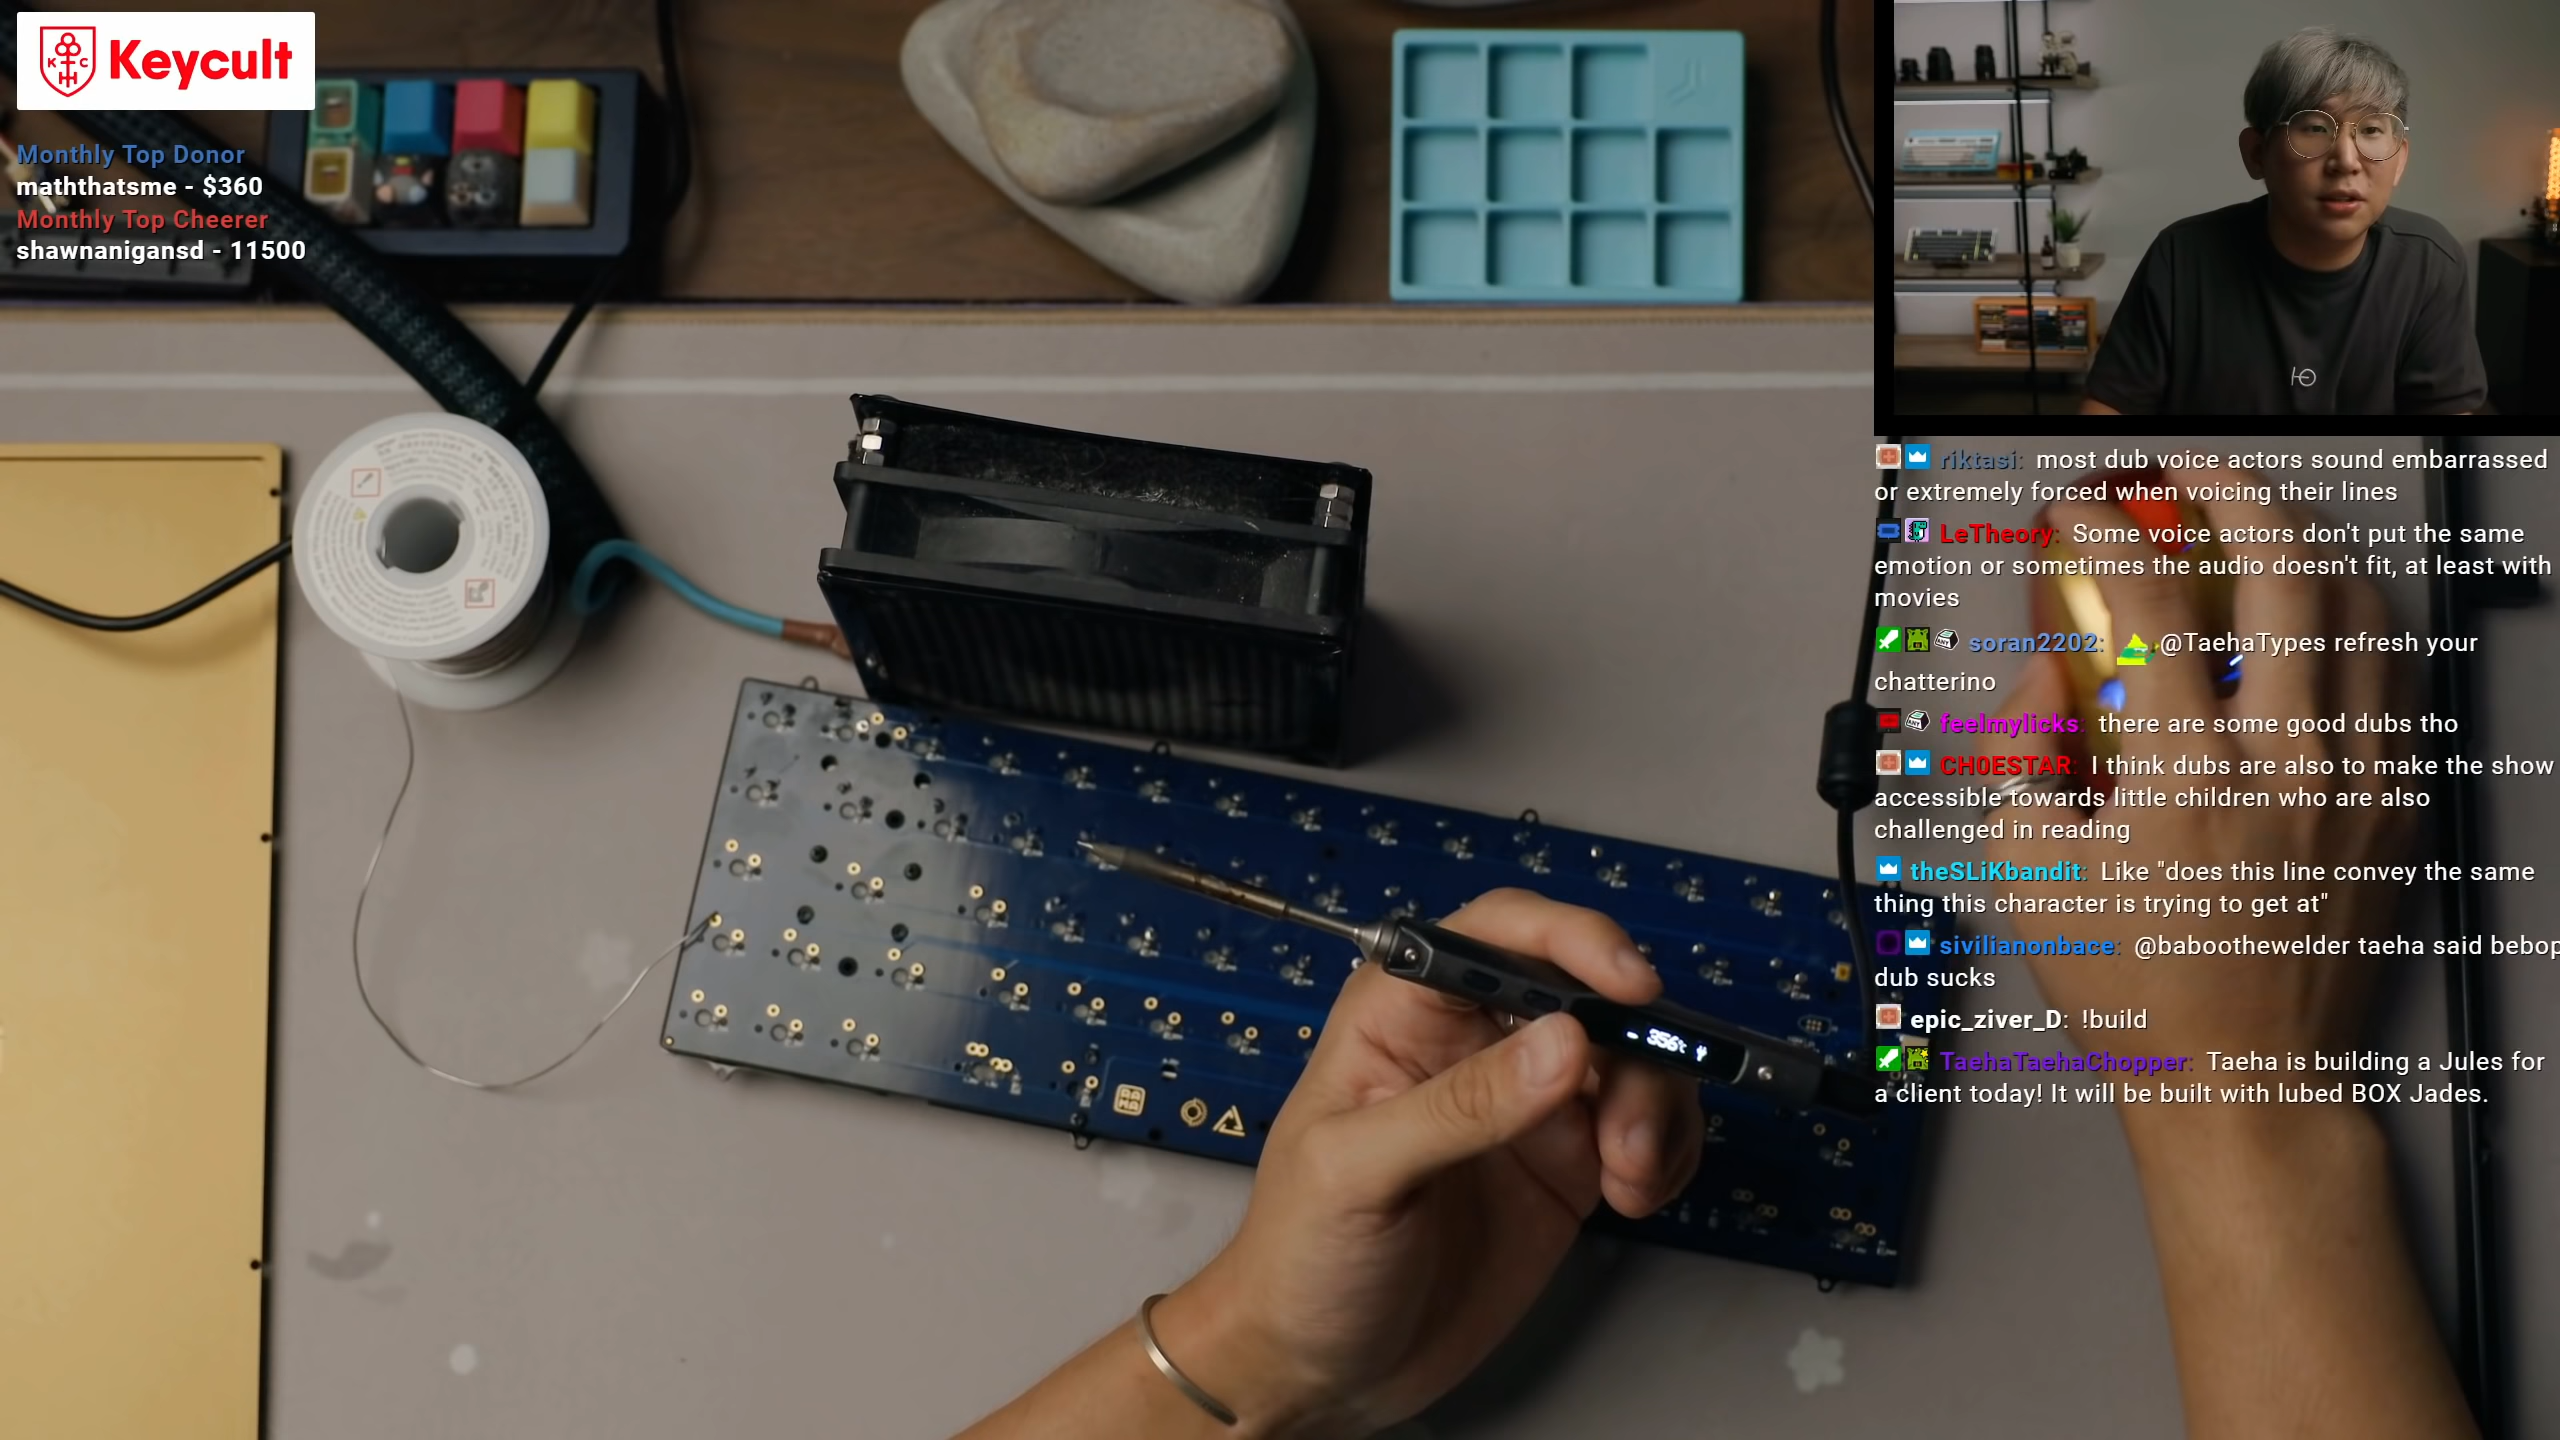 K C
Keycult
Monthly Top Donor
maththatsme - $360
Monthly Top Cheerer
shawnanigansd - 11500
riktasi: most dub voice actors sound embarrassed
or extremely forced when voicing their lines
LeTheory: Some voice actors don't put the same
emotion or sometimes the audio doesn't fit, at least with
movies
soran2202: @TaehaTypes refresh your
chatterino
feelmylicks: there are some good dubs tho
CH0ESTAR: I think dubs are also to make the show
accessible towards little children who are also
challenged in reading
theSLiKbandit: Like "does this line convey the same
thing this character is trying to get at"
sivilianonbace: @baboothewelder taeha said bebop
dub sucks
epic_ziver_D: !build
TaehaTaehaChopper: Taeha is building a Jules for
a client today! It will be built with lubed BOX Jades.
356°C
RA
MA